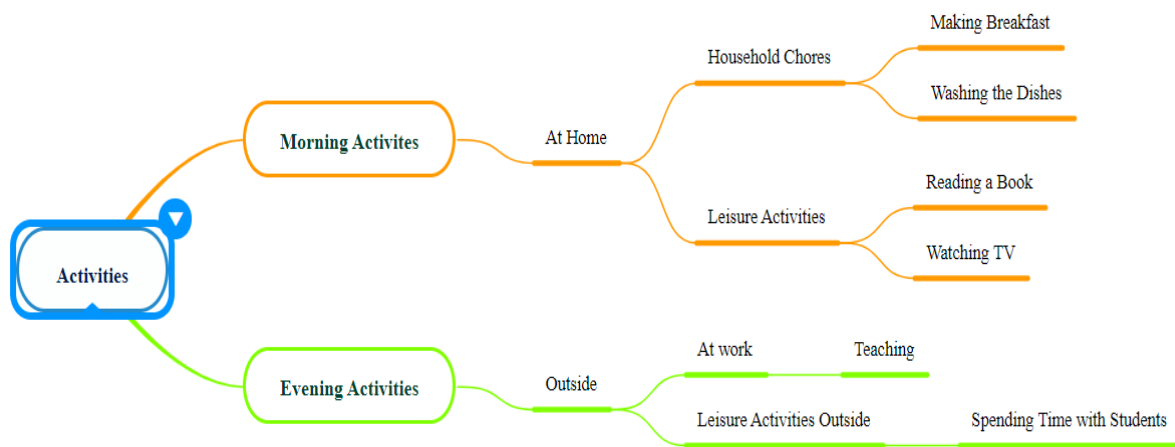 Activities
Morning Activites
At Home
Household Chores
Making Breakfast
Washing the Dishes
Leisure Activities
Reading a Book
Watching TV
Evening Activities
Outside
At work
Teaching
Leisure Activities Outside
Spending Time with Students